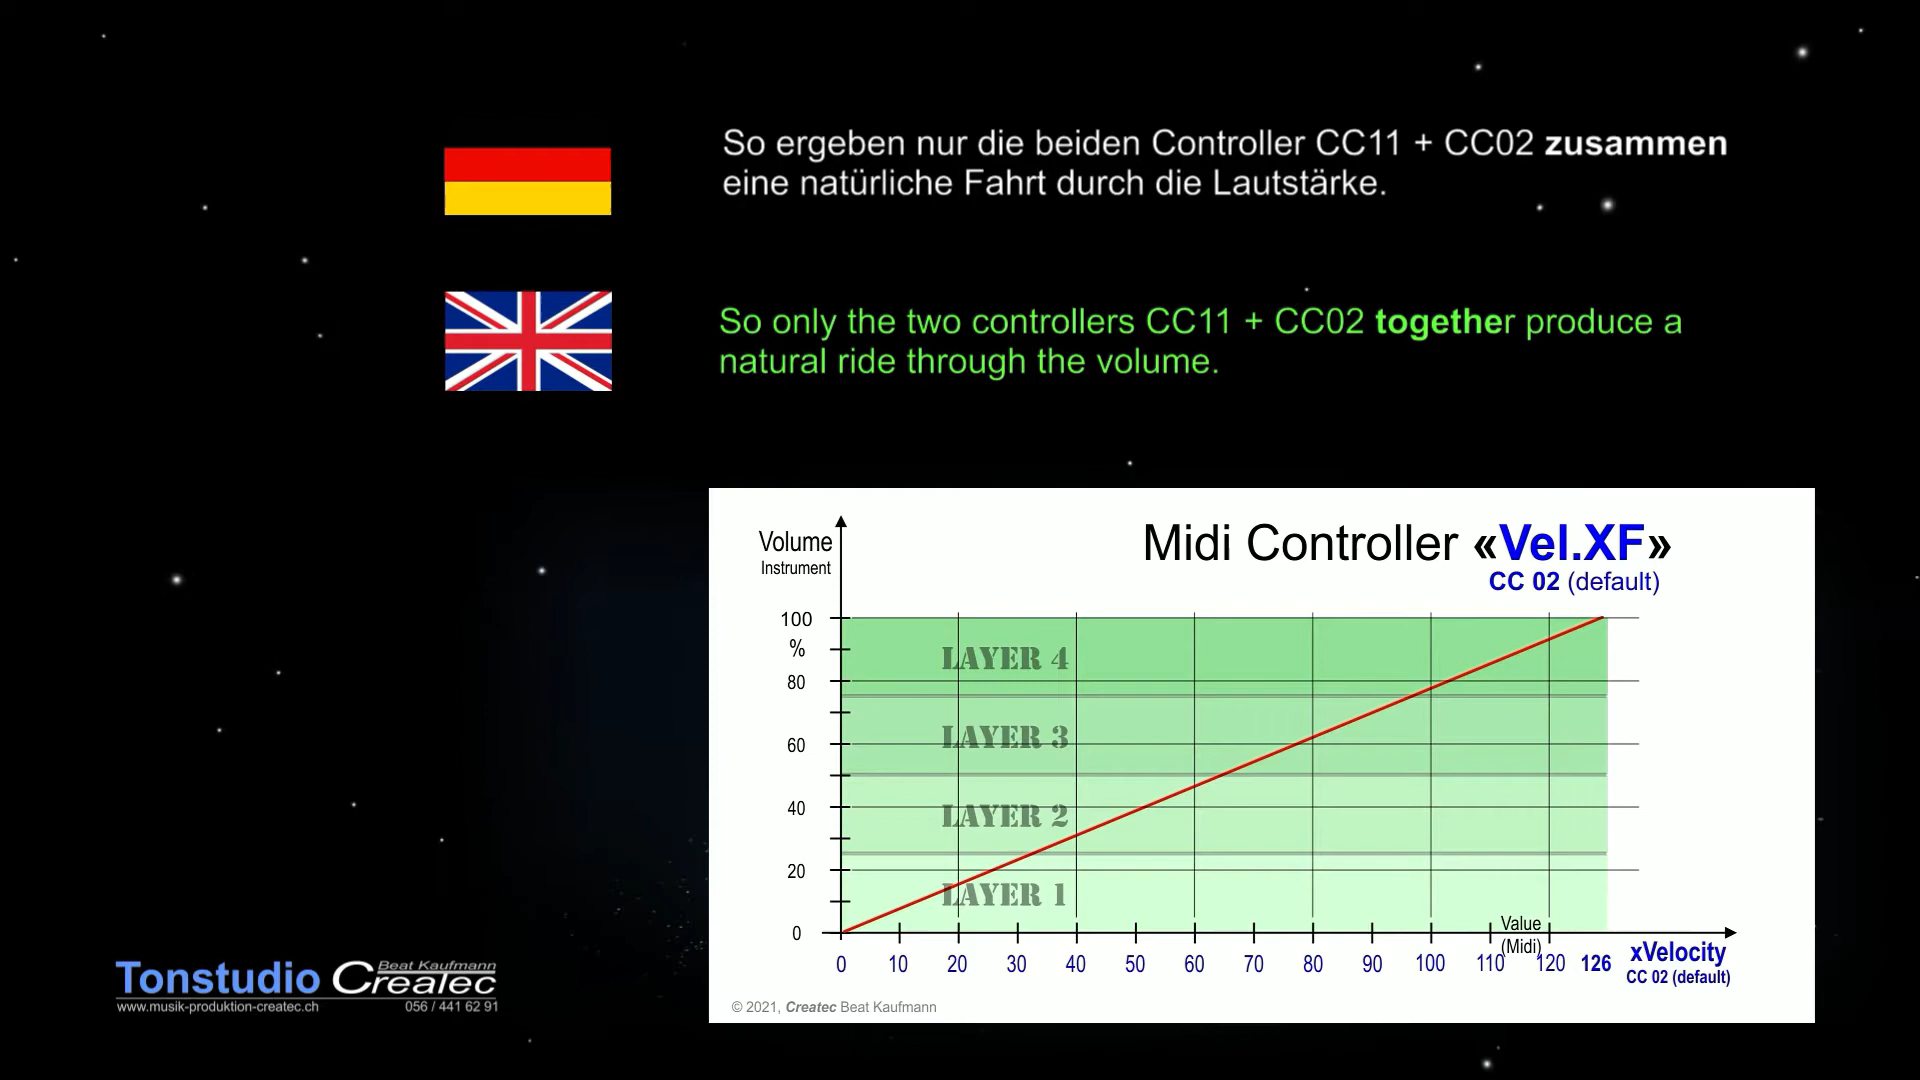 So ergeben nur die beiden Controller CC11 + CC02 zusammen
eine natürliche Fahrt durch die Lautstärke.
So only the two controllers CC11 + CC02 together produce a
natural ride through the volume.
Midi Controller «Vel.XF»
CC 02 (default)
Volume
Instrument
100
%
80
60
40
20
0
LAYER 4
LAYER 3
LAYER 2
LAYER 1
Value
(Midi)
0 10 20 30 40 50 60 70 80 90 100 110 120 126
xVelocity
CC 02 (default)
© 2021, Createc Beat Kaufmann
Tonstudio Createc
Beat Kaufmann
www.musik-produktion-createc.ch 056 / 441 62 91